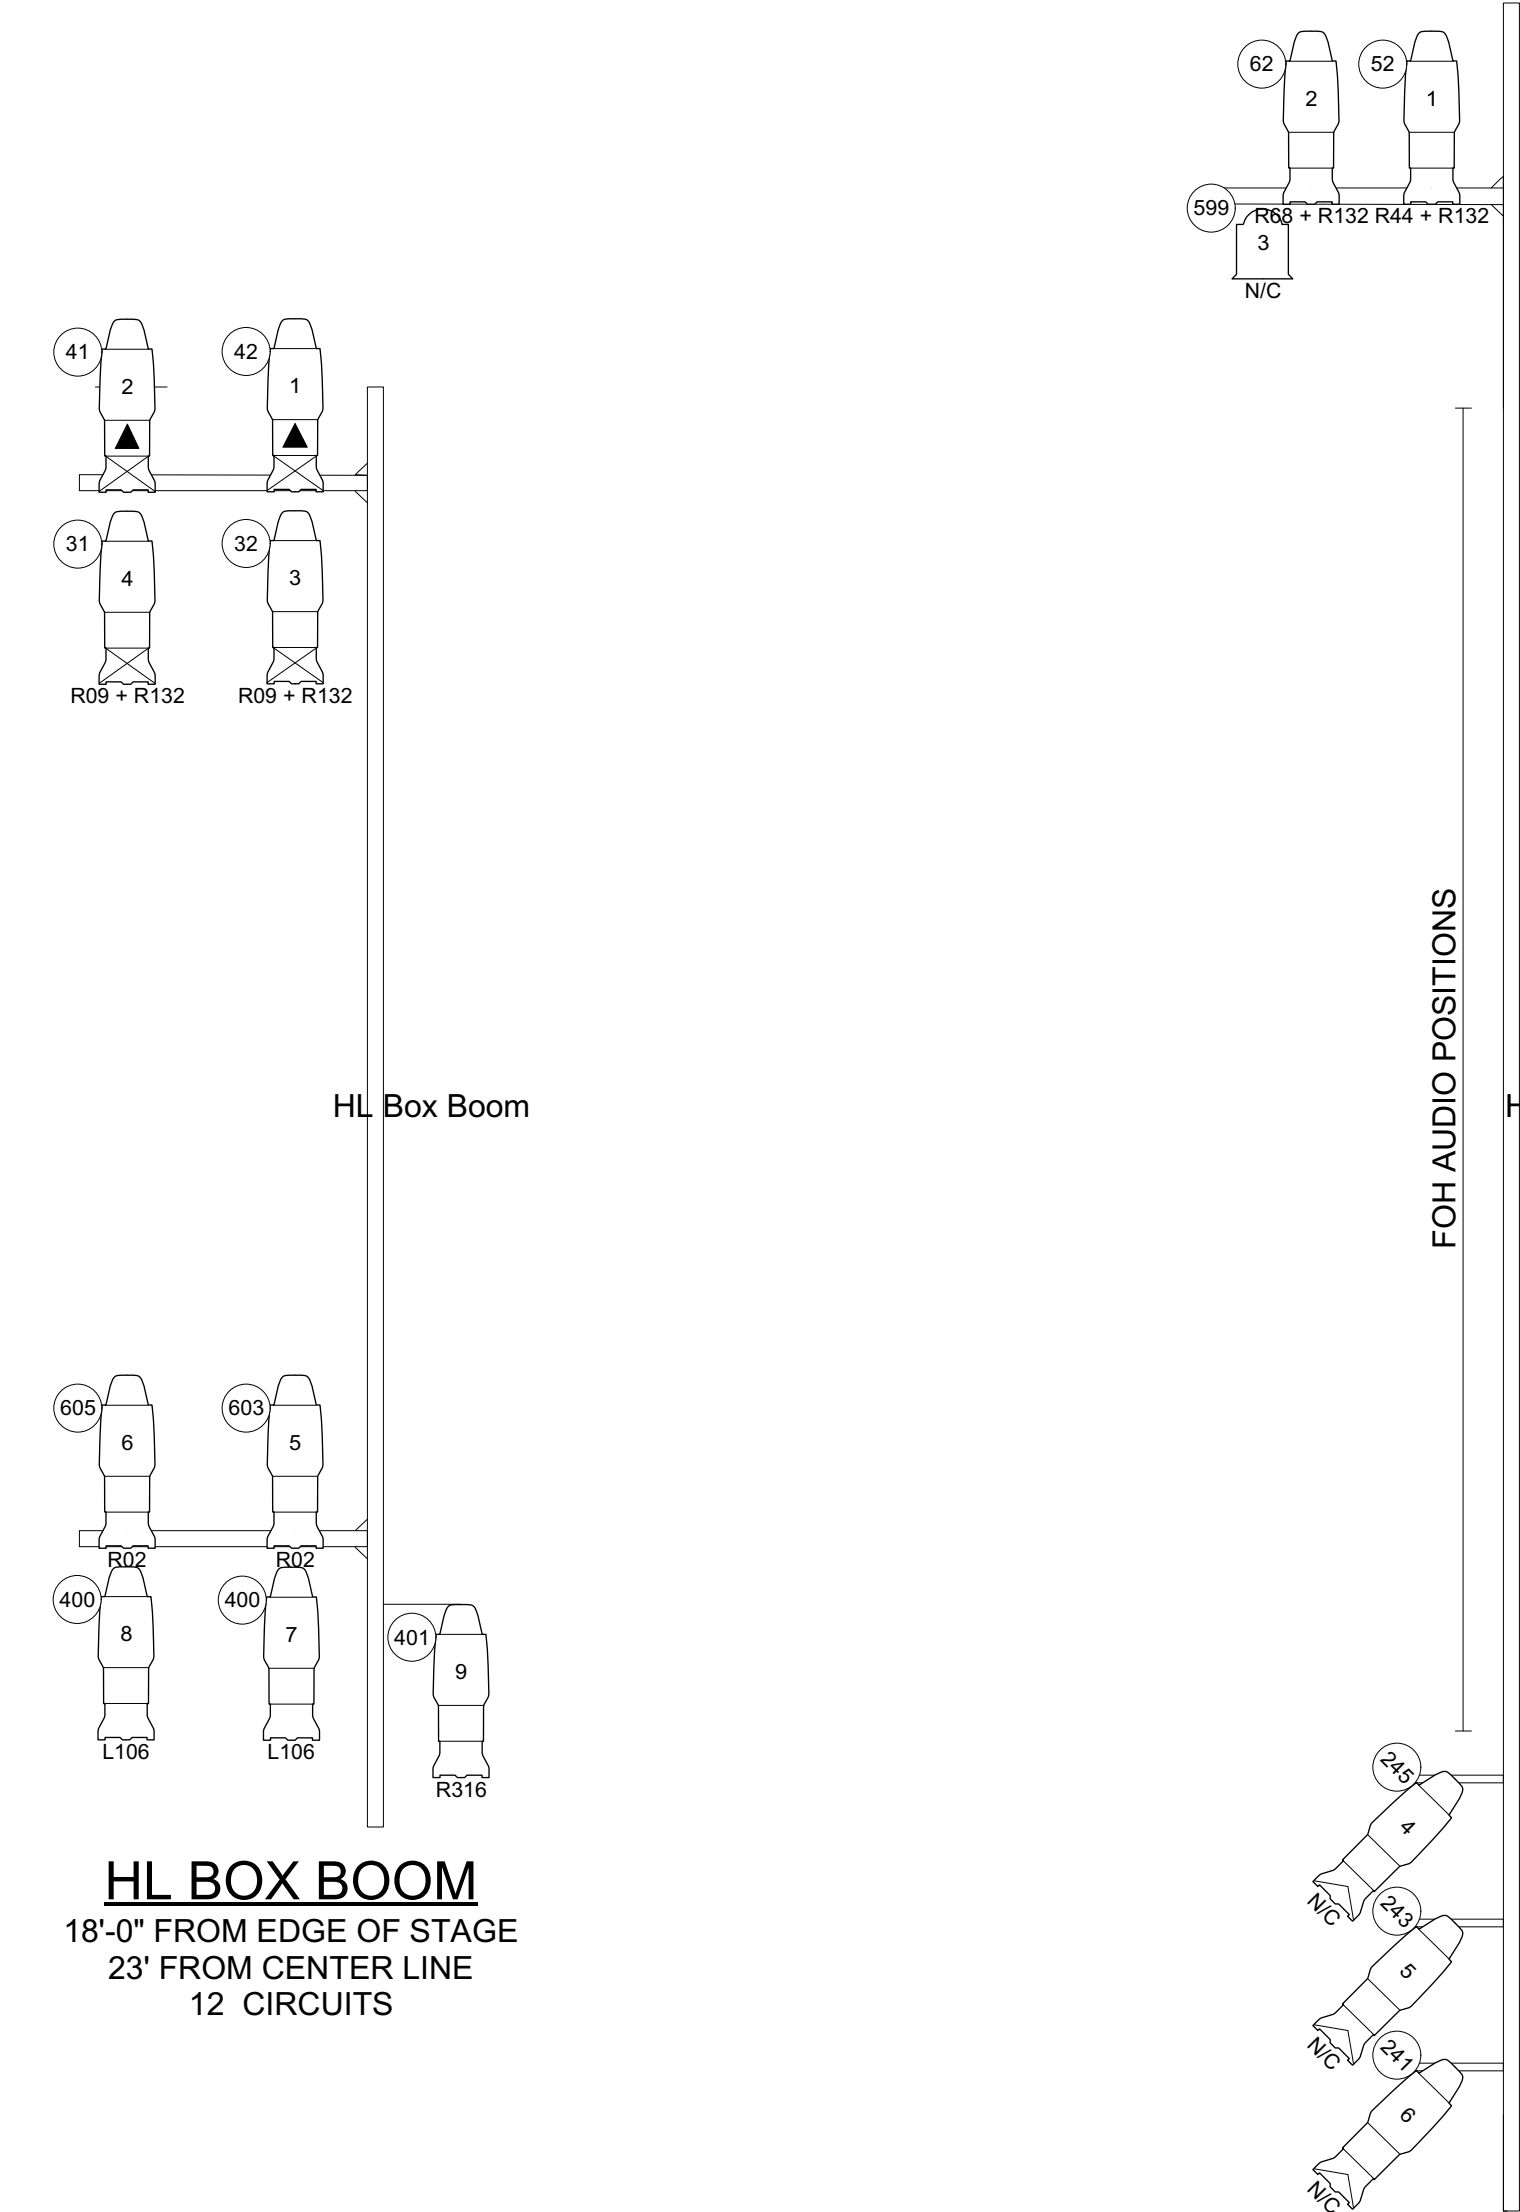 62
52
2
1
599
R68 + R132
R44 + R132
3
N/C
41
42
2
1
31
32
4
3
R09 + R132
R09 + R132
FOH AUDIO POSITIONS
HL Box Boom
H
605
603
6
5
R02
R02
400
400
401
8
7
9
L106
L106
R316
245
4
N/C
243
5
N/C
241
6
N/C
HL BOX BOOM
18'-0" FROM EDGE OF STAGE
23' FROM CENTER LINE
12 CIRCUITS